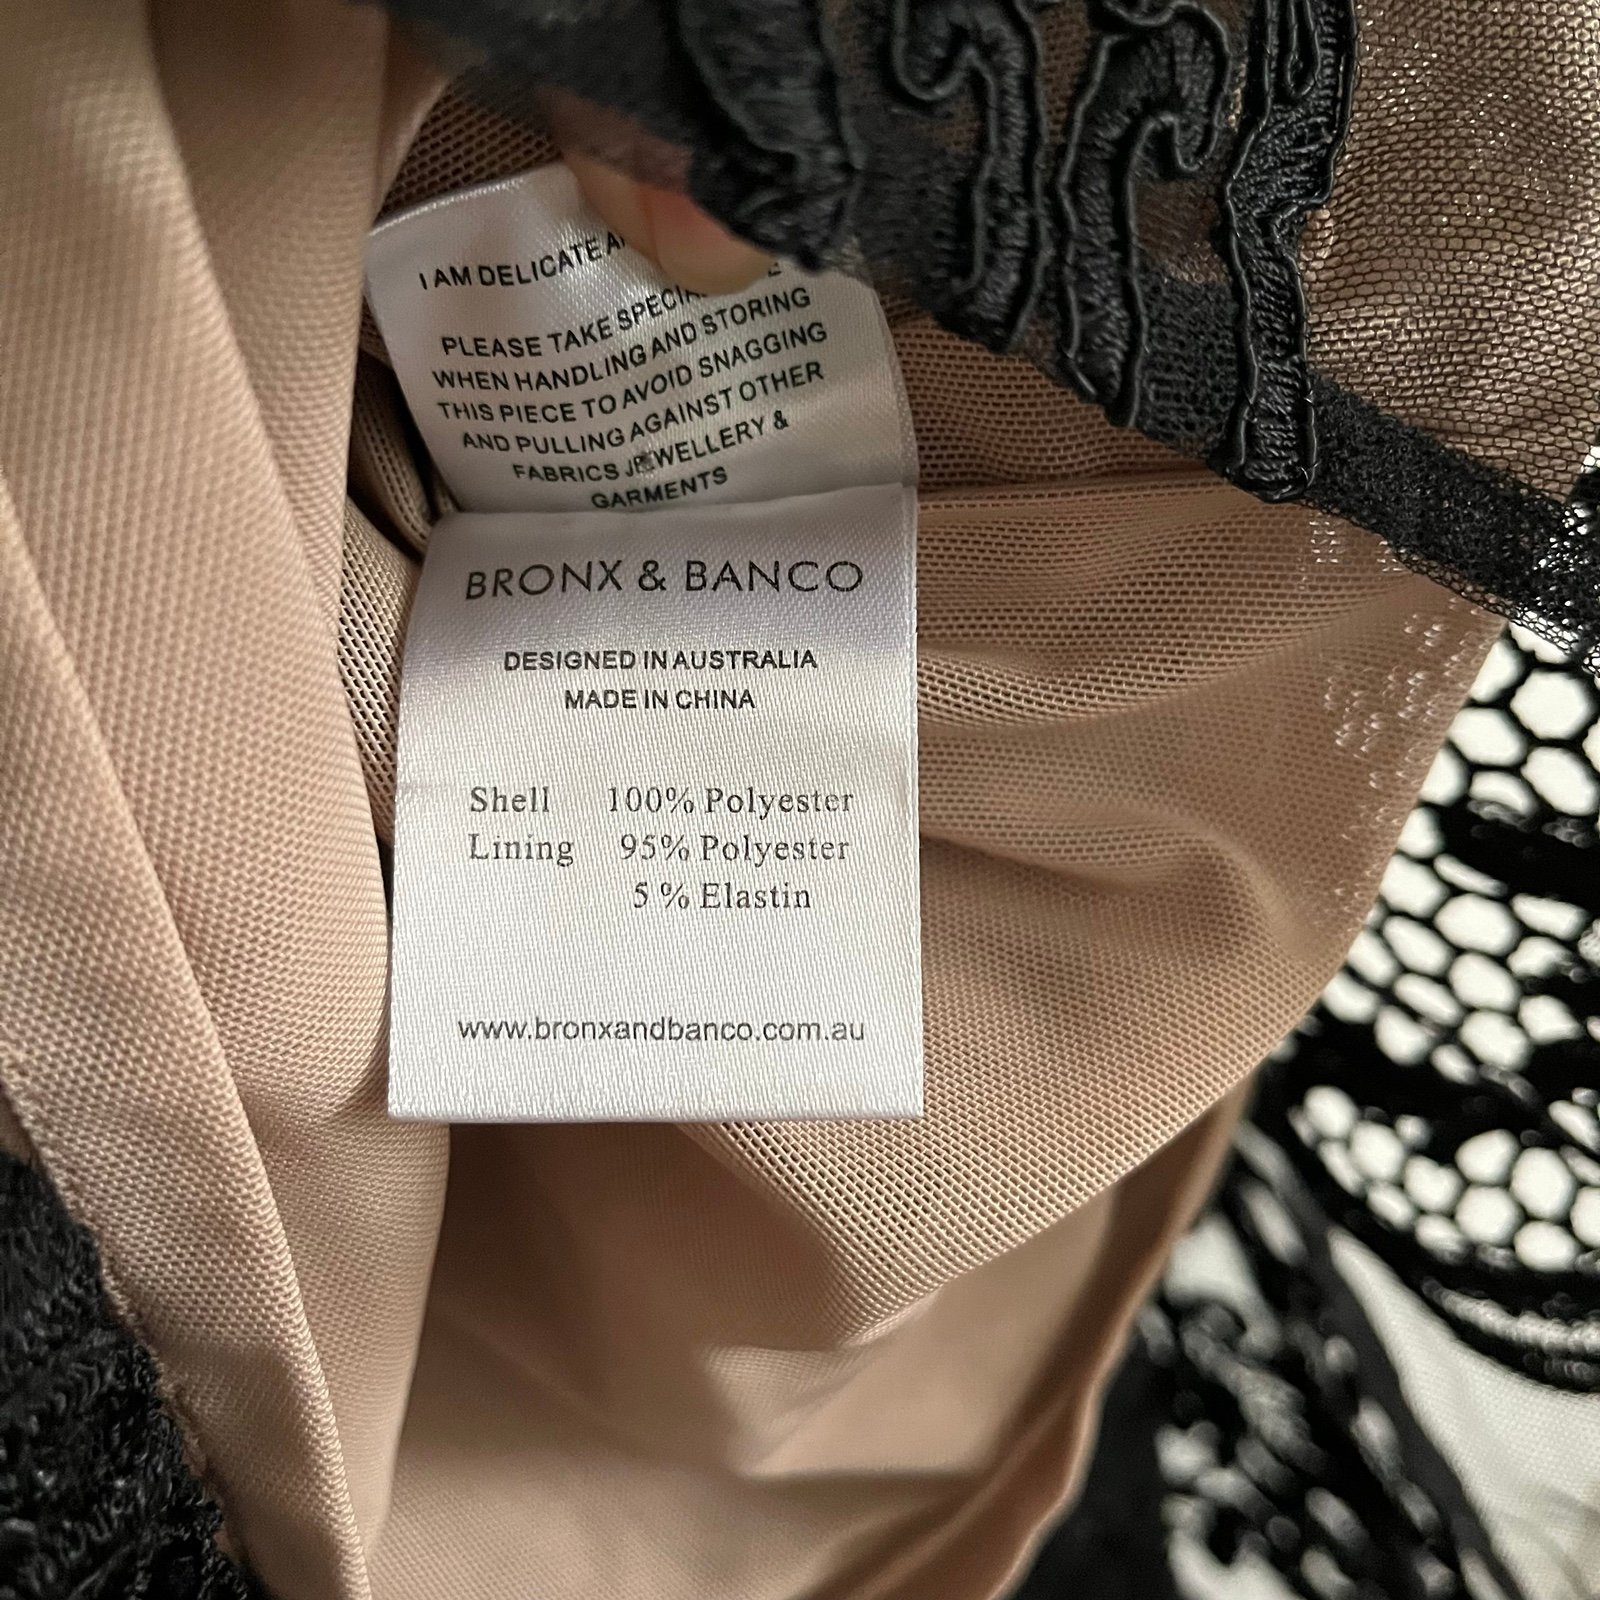 I AM DELICATE
PLEASE TAKE
WHEN HANDLING AND STORING
THIS PIECE TO AVOID SNAGGING
AND PULLING AGAINST OTHER
FABRICS JEWELLERY &
GARMENTS
BRONX & BANCO
DESIGNED IN AUSTRALIA
MADE IN CHINA
Shell 100% Polyester
Lining 95% Polyester
5 % Elastin
www.bronxandbanco.com.au